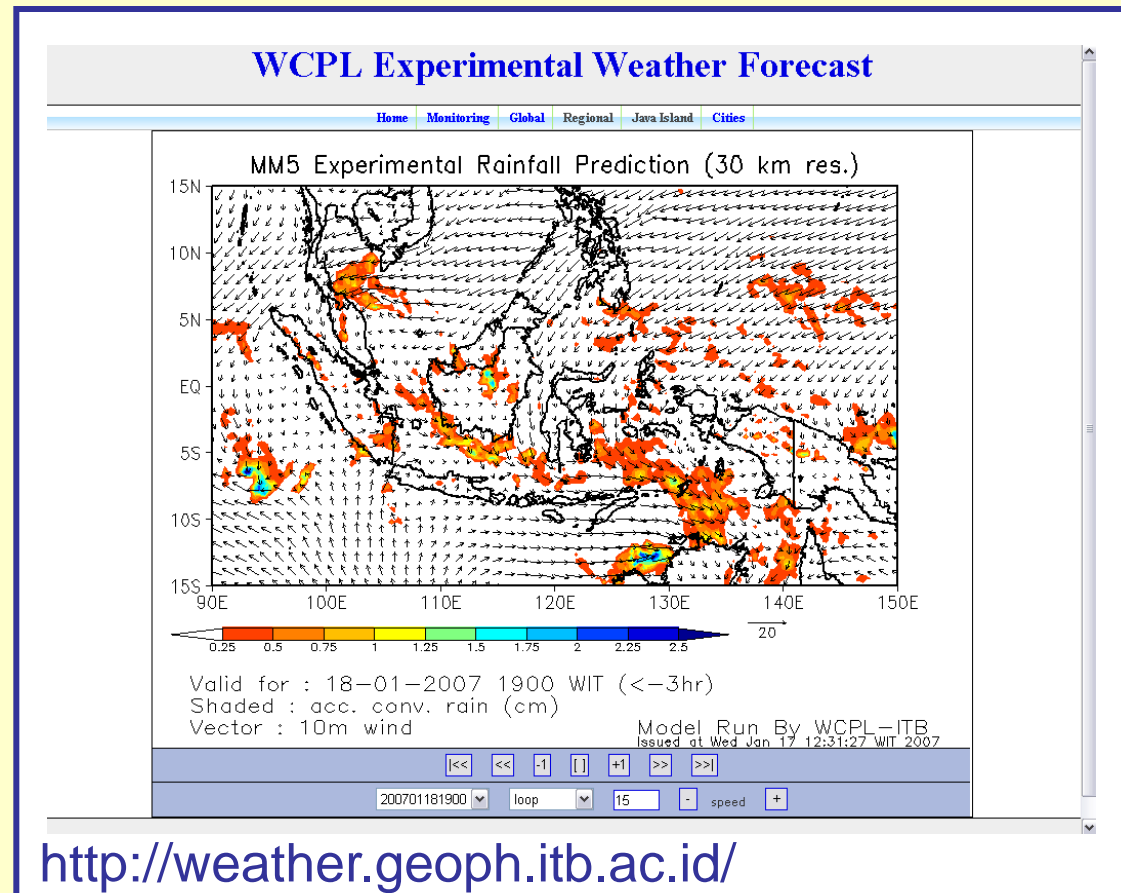 WCPL Experimental Weather Forecast
Home Monitoring Global Regional Java Island Cities
MM5 Experimental Rainfall Prediction (30 km res.)
15N
10N
5N
EQ
5S
10S
15S
90E 100E 110E 120E 130E 140E 150E
0.25 0.5 0.75 1 1.25 1.5 1.75 2 2.25 2.5
20
Valid for : 18-01-2007 1900 WIT (<-3hr)
Shaded : acc. conv. rain (cm)
Vector : 10m wind
Model Run By WCPL-ITB
Issued at Wed Jan 17 12:31:27 WIT 2007
|<< << -1 [ ] +1 >> >>|
200701181900 loop 15 - speed +
http://weather.geoph.itb.ac.id/